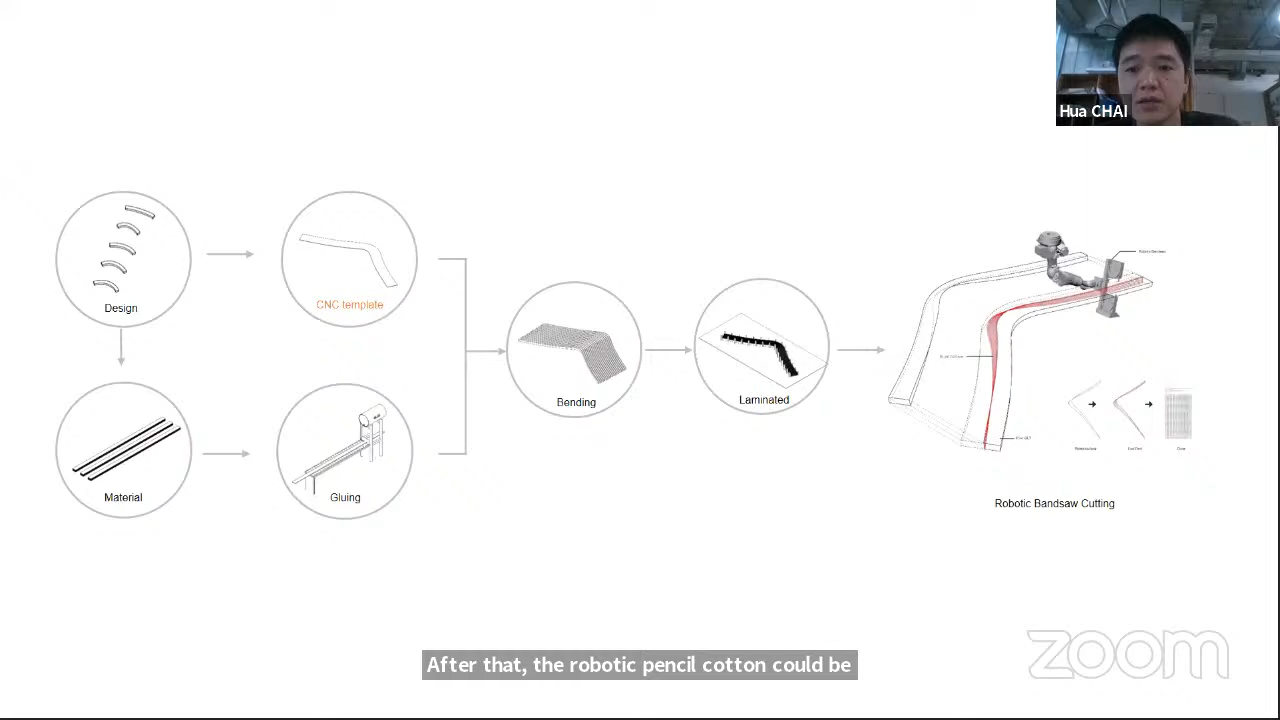 Hua CHAI
Design
CNC template
Material
Gluing
Bending
Laminated
Robotic Bandsaw Cutting
After that, the robotic pencil cotton could be
zoom